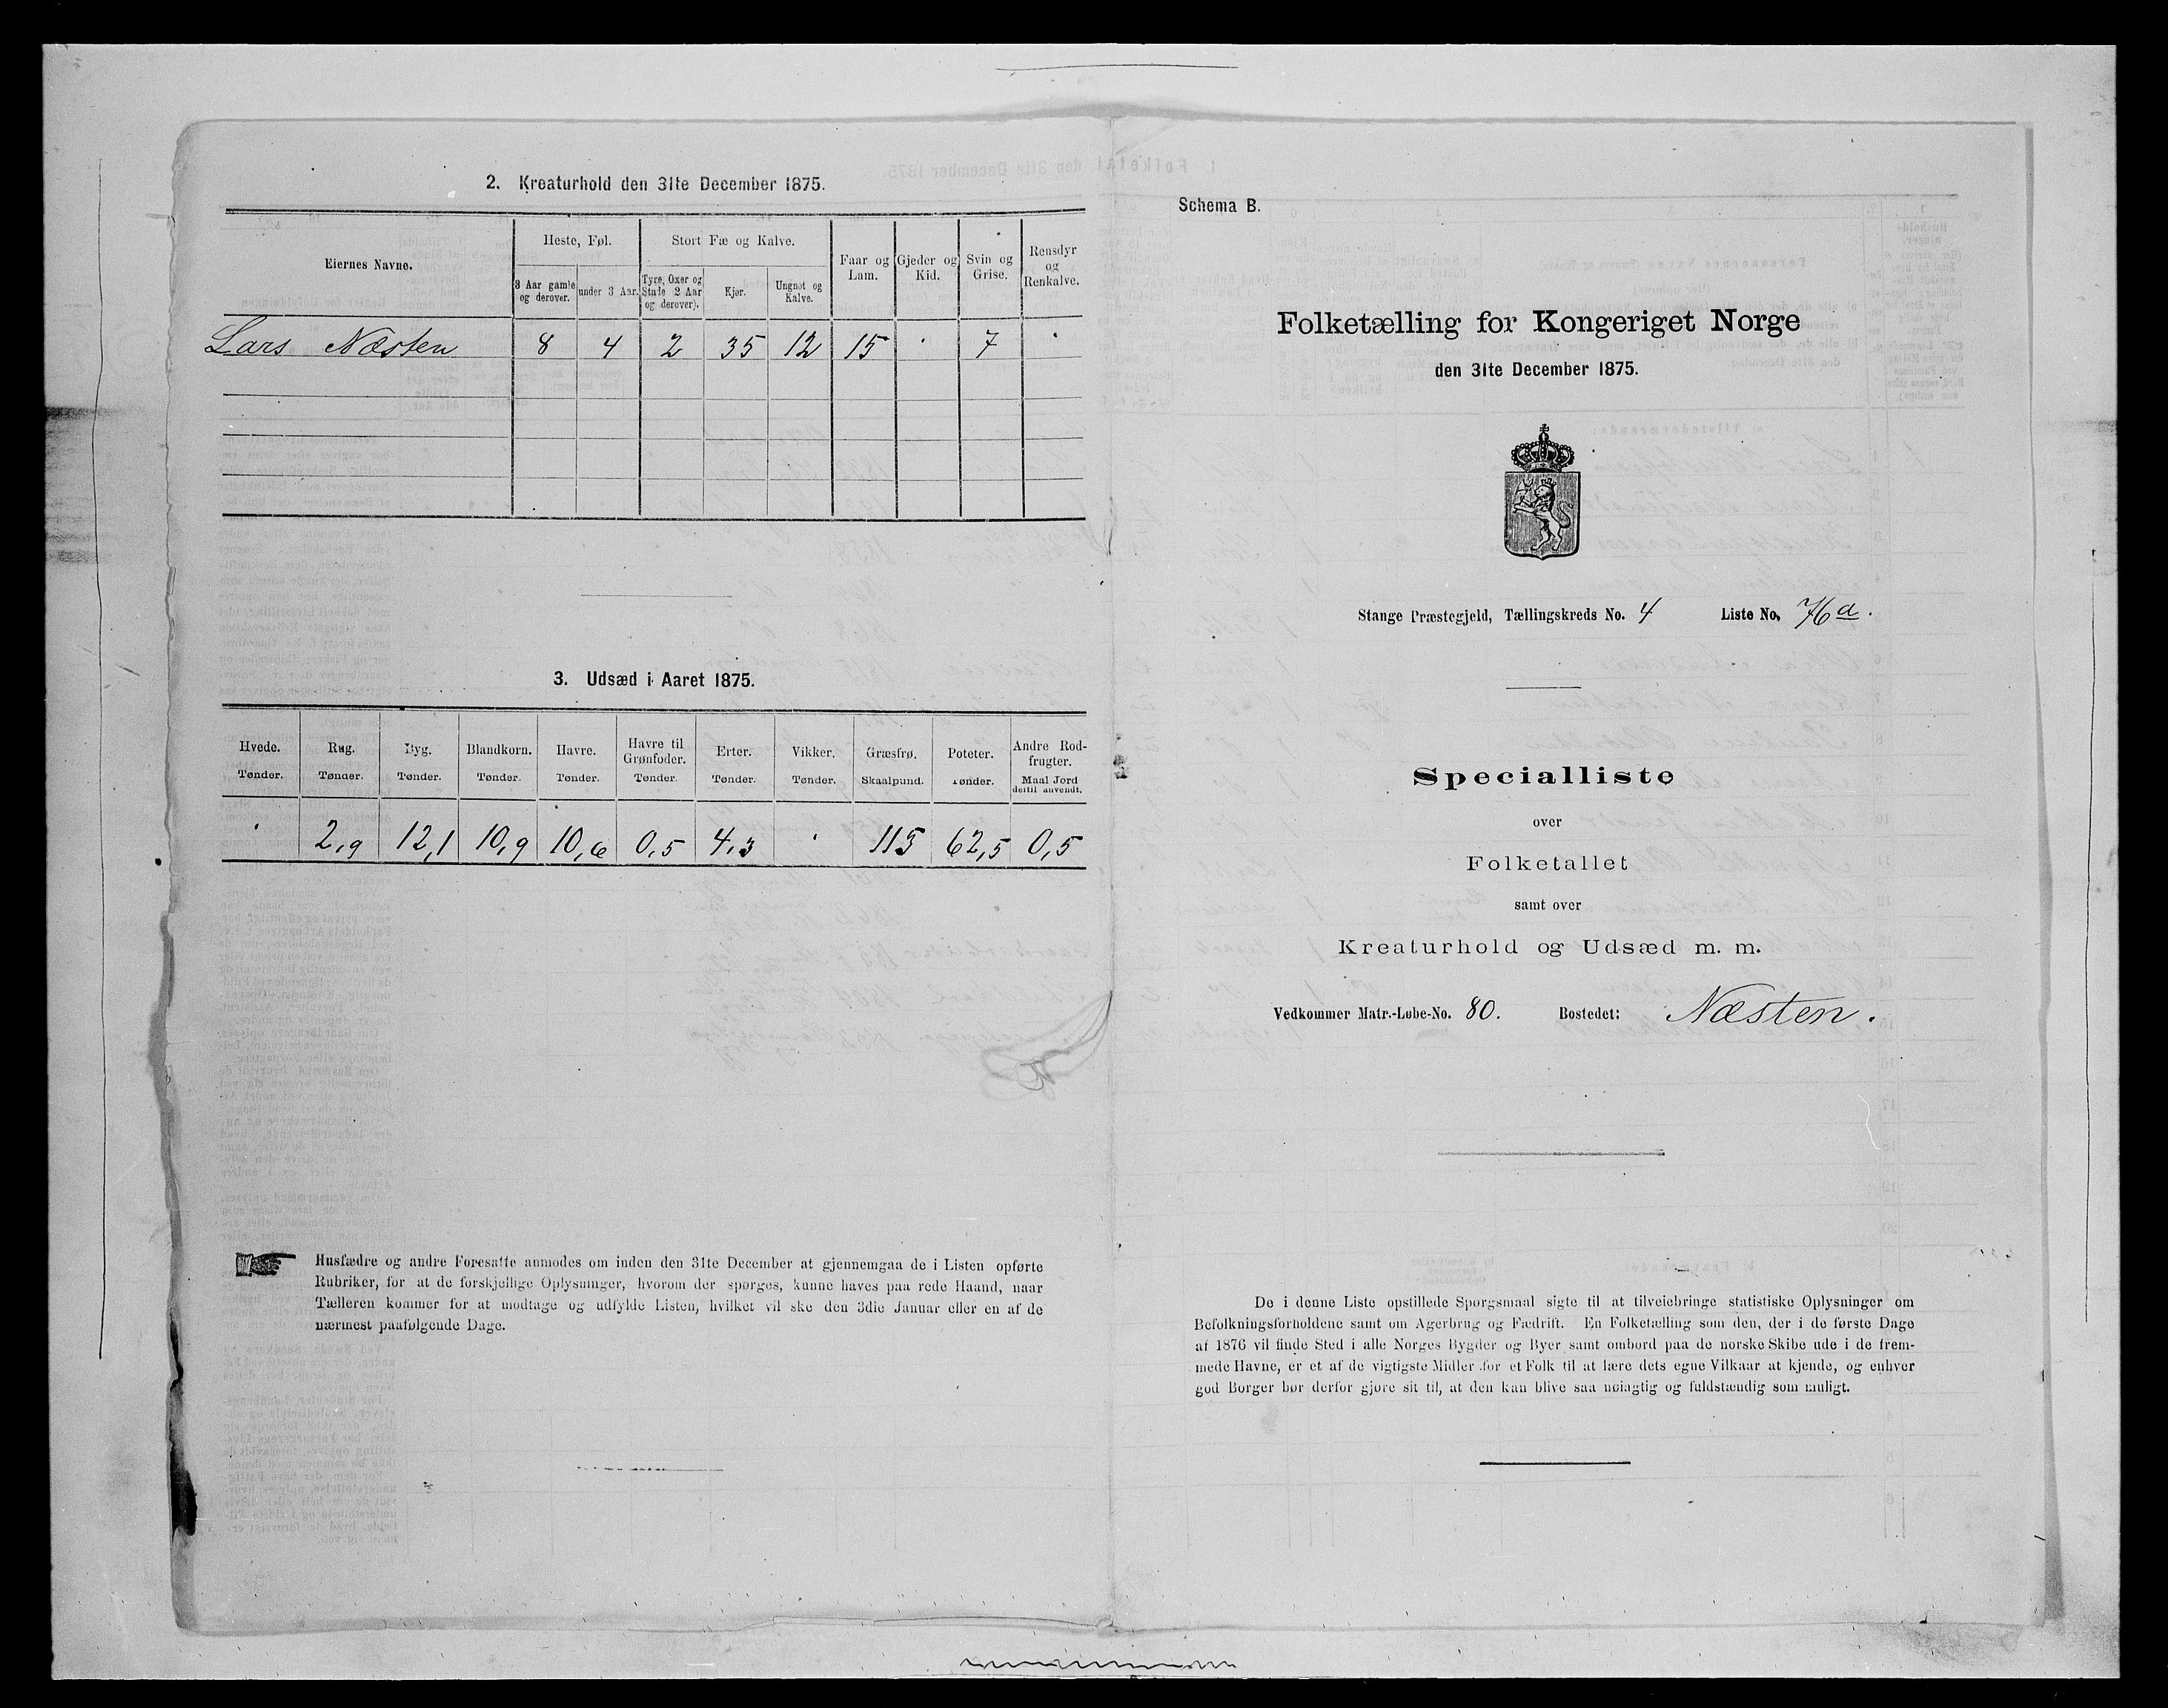 2. Kreaturhold den 31te December 1875.
Eiernes Navne.
Heste, Føl.
Stort Fæ og Kalve.
Faar og Lam.
Gjeder og Kid.
Svin og Grise.
Rensdyr og Renkalve.
3 Aar gamle og derover.
under 3 Aar.
Tyre, Oxer og Stude 2 Aar og derover).
Kjør.
Ungnøt og Kalve.
Lars Næsten 8 4 2 35 12 15 " 7 "
3. Udsæd i Aaret 1875.
Hvede. Tønder.
Rug. Tønder.
Byg. Tønder.
Blandkorn. Tønder.
Havre. Tønder.
Havre til Grønfoder. Tønder.
Erter. Tønder.
Vikker. Tønder.
Græsfrø. Skaalpund.
Poteter. Tønder.
Andre Rodfrugter. Maal Jord dertil anvendt.
" 2,9 12,1 10,9 10,6 0,5 4,3 " 115 62,5 0,5
Husfædre og andre Foresatte anmodes om inden den 31te December at gjennemgaa de i Listen opførte
Rubriker, for at de forskjellige Oplysninger, hvorom der spørges, kunne haves paa rede Haand, naar
Tælleren kommer for at modtage og udfylde Listen, hvilket vil ske den 3die Januar eller en af de
nærmest paafølgende Dage.
Schema B.
Folketælling for Kongeriget Norge
den 31te December 1875.
Stange Præstegjeld, Tællingskreds No. 4 Liste No. 76a.
Specialliste
over
Folketallet
samt over
Kreaturhold og Udsæd m. m.
Vedkommer Matr.-Løbe-No. 80. Bostedet: Næsten.
De i denne Liste opstillede Spørgsmaal sigte til at tilveiebringe statistiske Oplysninger om
Befolkningsforholdene samt om Agerbrug og Fædrift. En Folketælling som den, der i de første Dage
af 1876 vil finde Sted i alle Norges Bygder og Byer samt ombord paa de norske Skibe ude i de frem-
mede Havne, er et af de vigtigste Midler for et Folk til at lære dets egne Vilkaar at kjende, og enhver
god Borger bør derfor gjøre sit til, at den kan blive saa nøiagtig og fuldstændig som muligt.